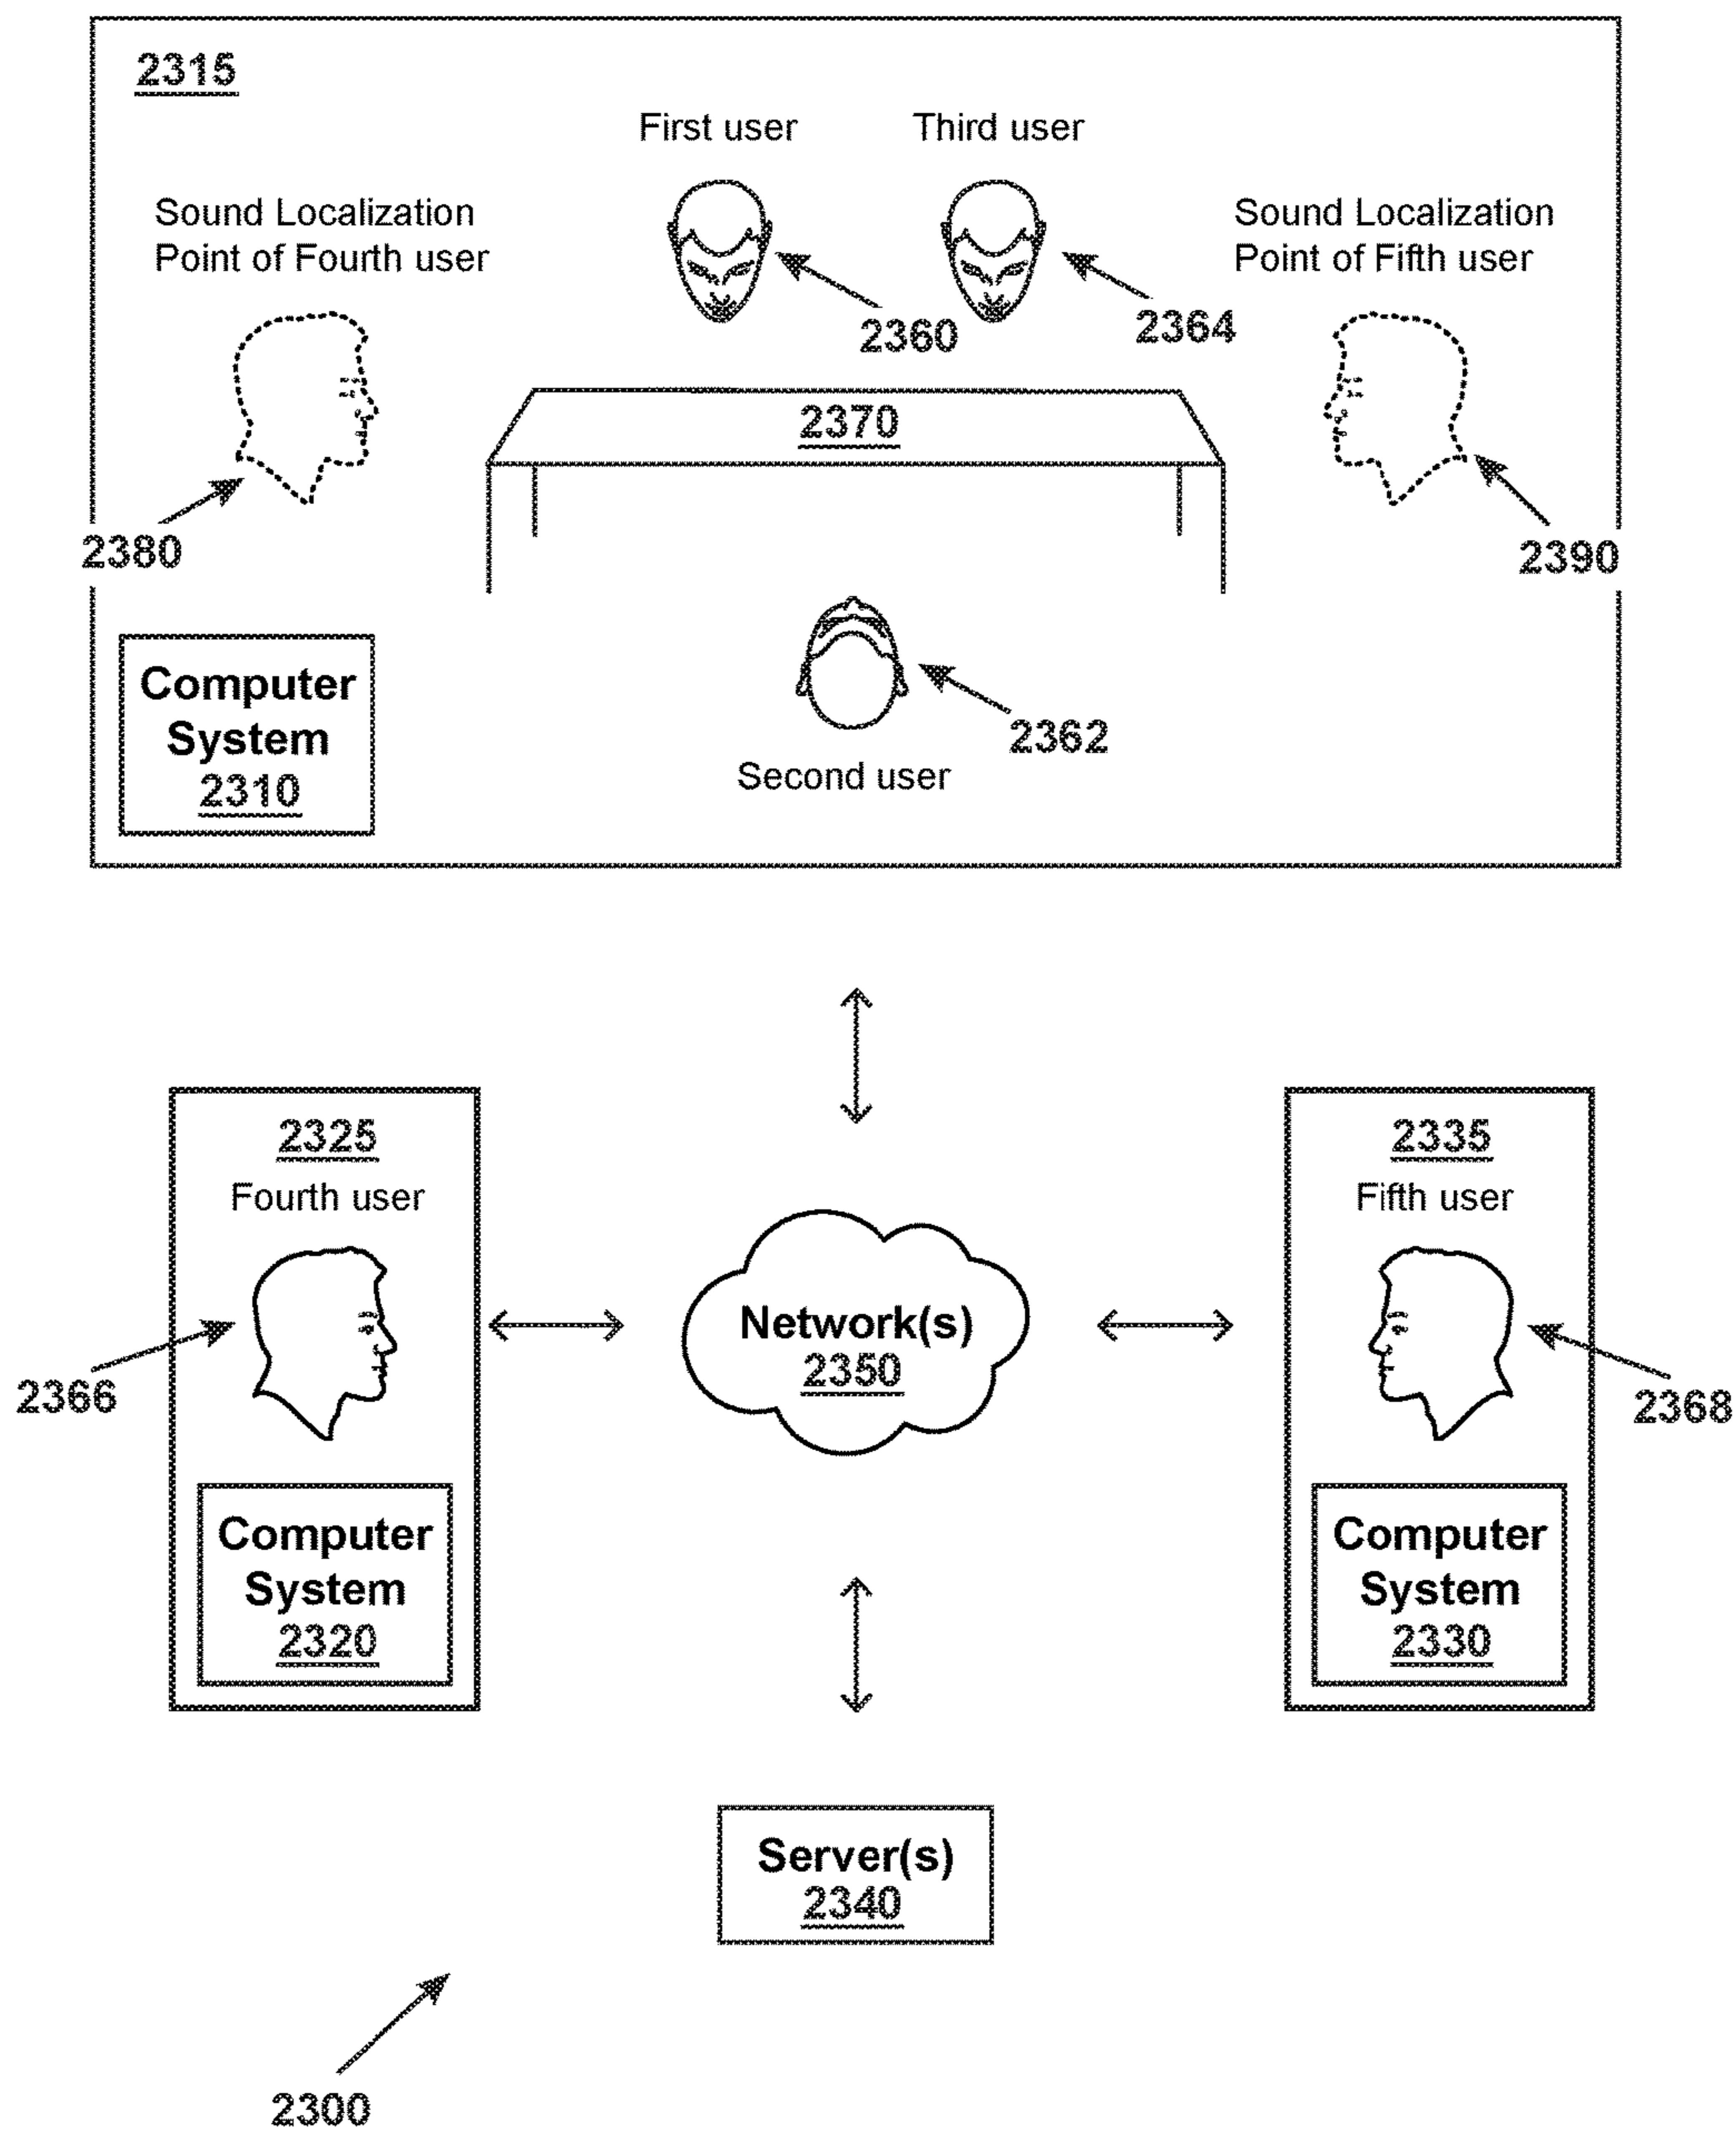 2315
First user
Third user
Sound Localization
Point of Fourth user
Sound Localization
Point of Fifth user
2360
2364
2370
2380
2390
Computer
System
2310
2362
Second user
2325
Fourth user
2335
Fifth user
Network(s)
2350
2366
2368
Computer
System
2320
Computer
System
2330
Server(s)
2340
2300